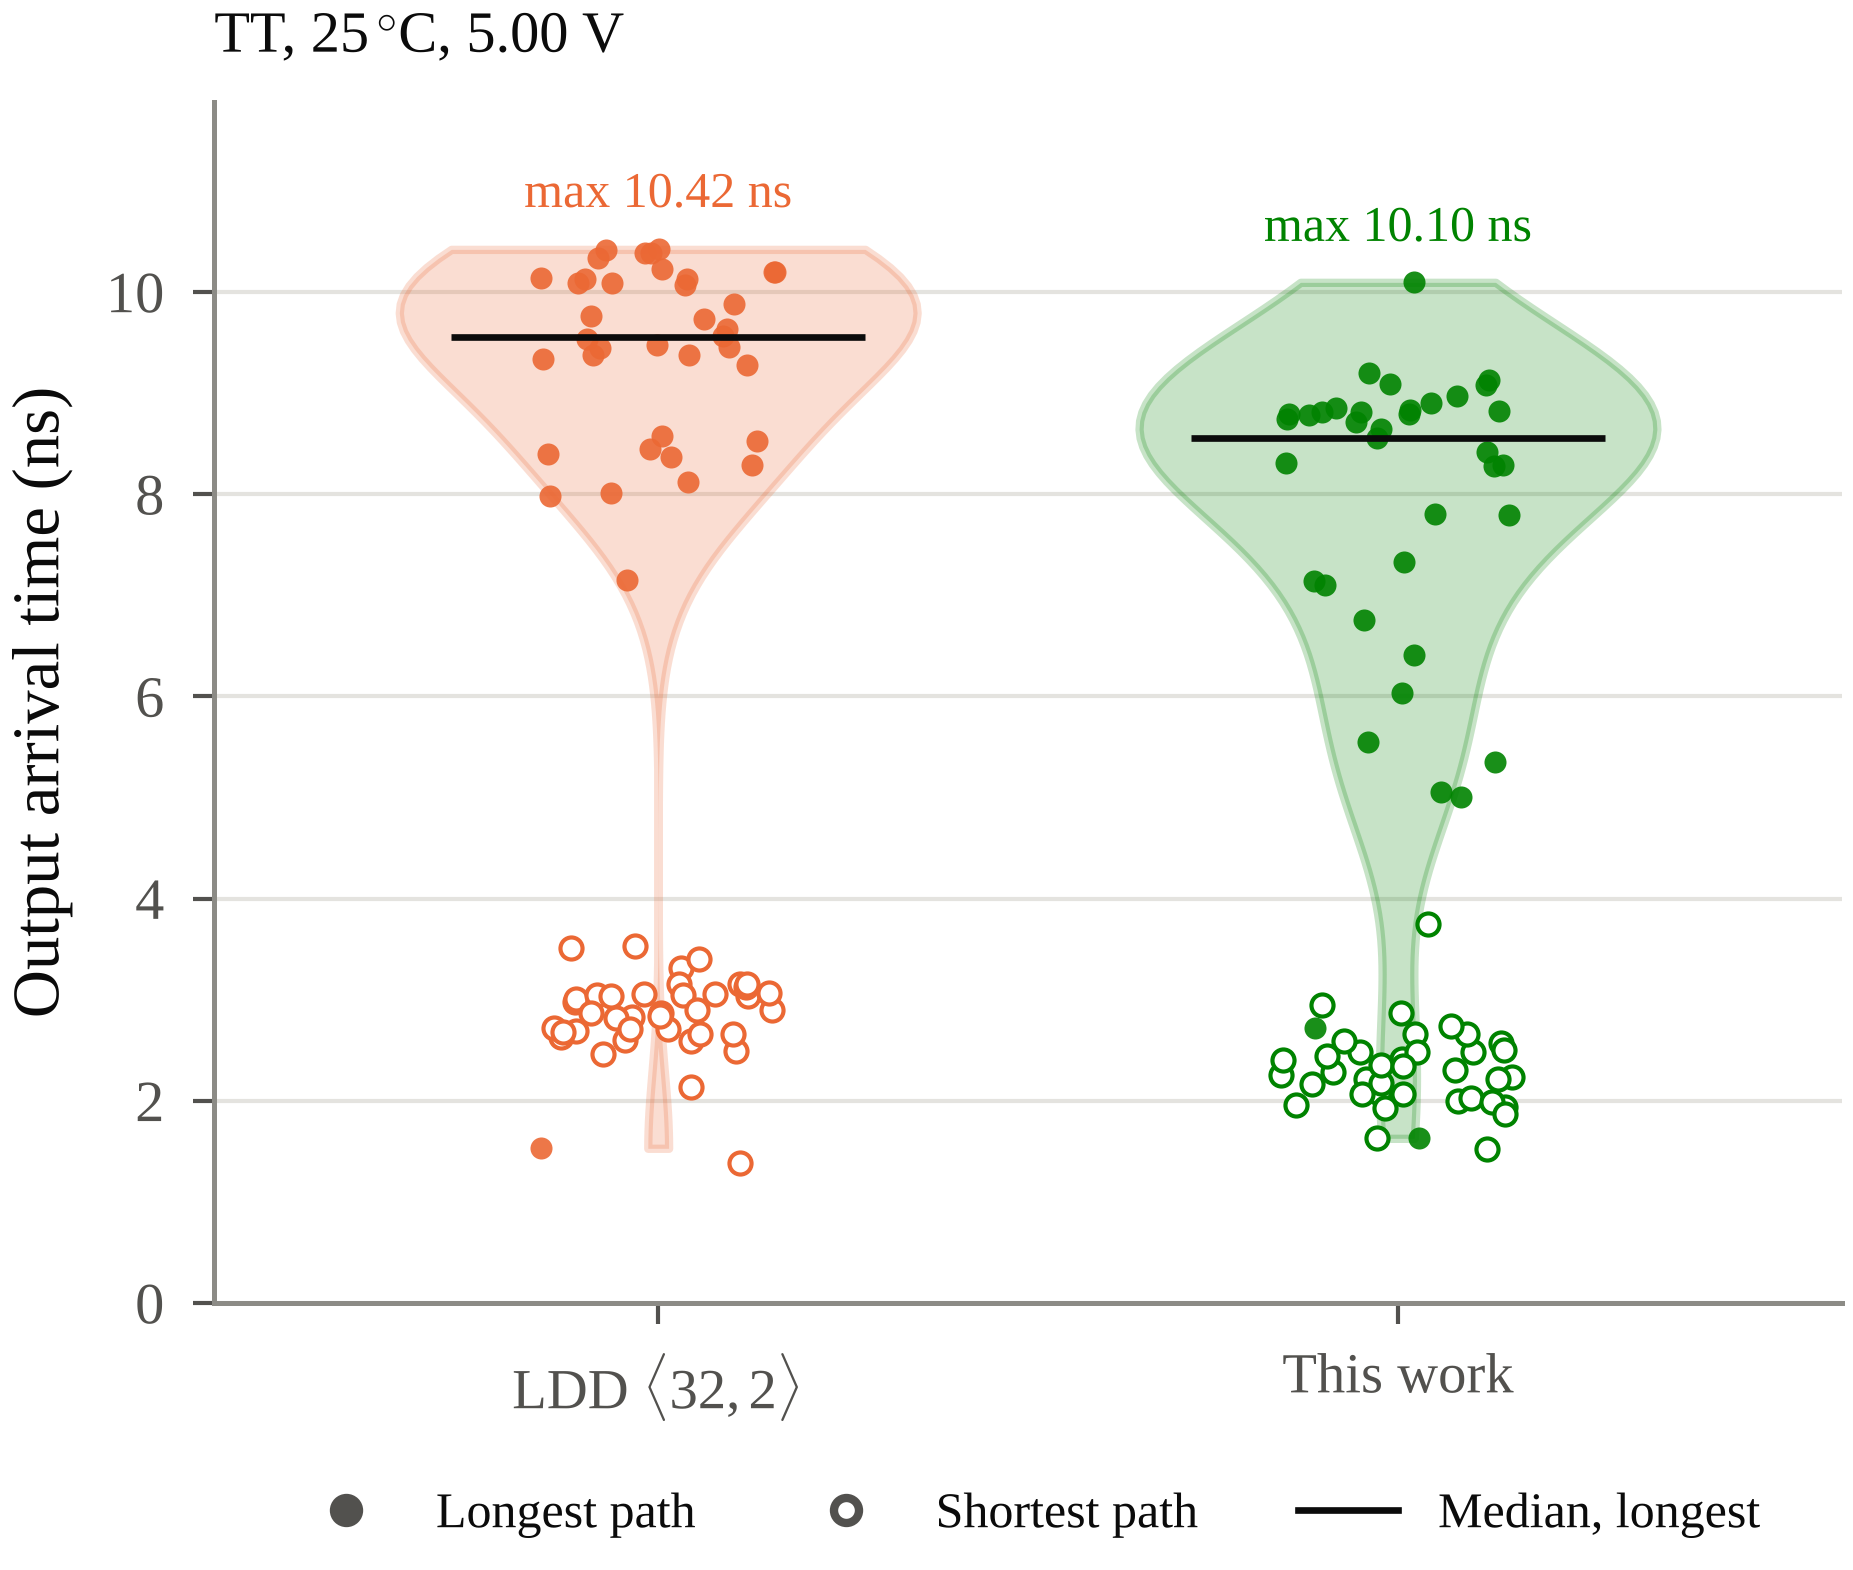 TT, 25°C, 5.00 V
max 10.42 ns
max 10.10 ns
Output arrival time (ns)
10
8
6
4
2
0
LDD ⟨32, 2⟩
This work
Longest path
Shortest path
Median, longest